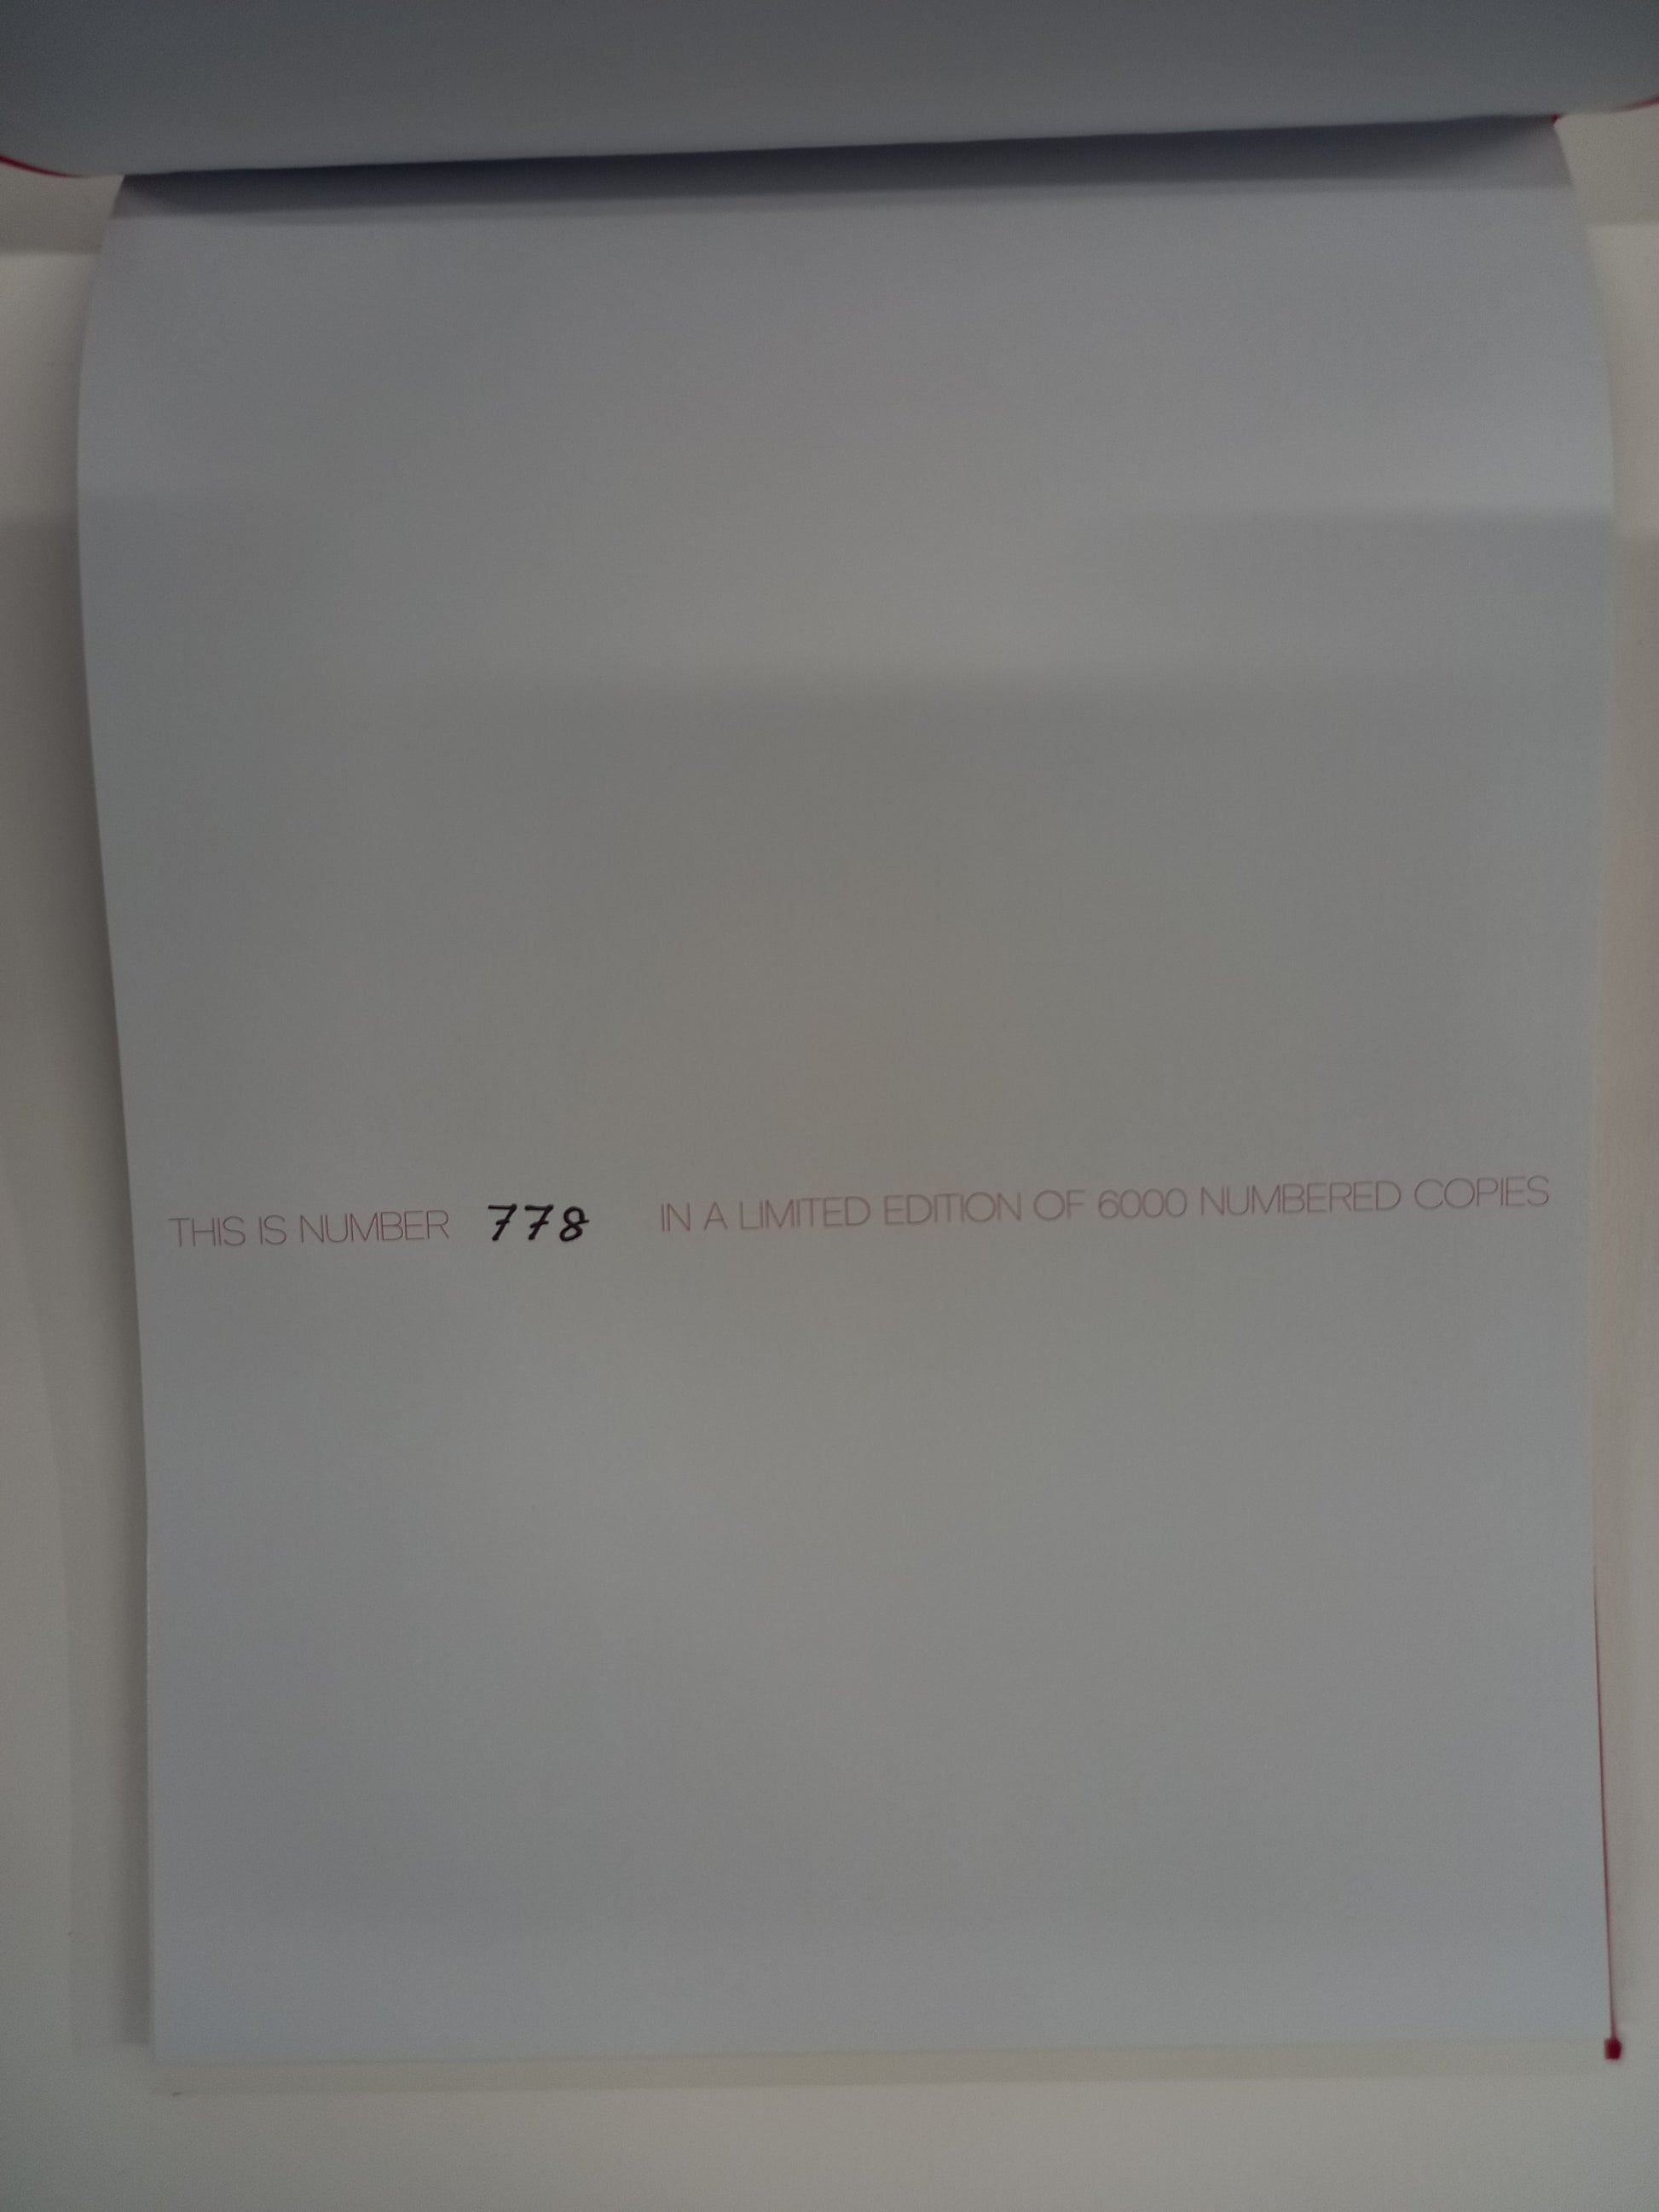 THIS IS NUMBER 778 IN A LIMITED EDITION OF 6000 NUMBERED COPIES